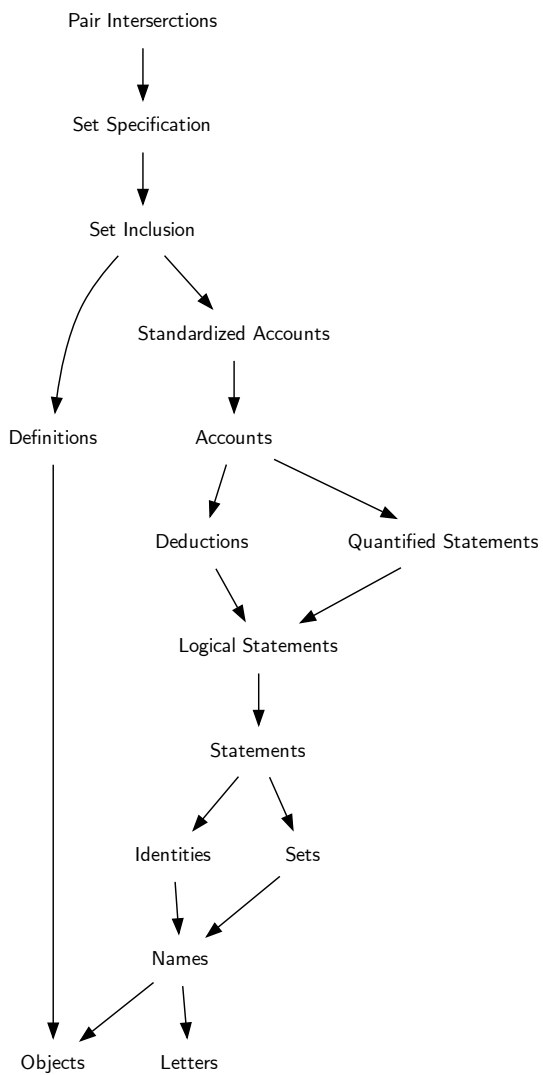 Pair Interserctions
Set Specification
Set Inclusion
Standardized Accounts
Definitions
Accounts
Deductions
Quantified Statements
Logical Statements
Statements
Identities
Sets
Names
Objects
Letters